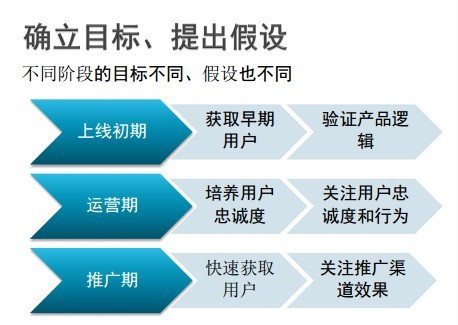 确立目标、提出假设
不同阶段的目标不同、假设也不同
上线初期
获取早期
用户
验证产品逻
辑
运营期
培养用户
忠诚度
关注用户忠
诚度和行为
推广期
快速获取
用户
关注推广渠
道效果